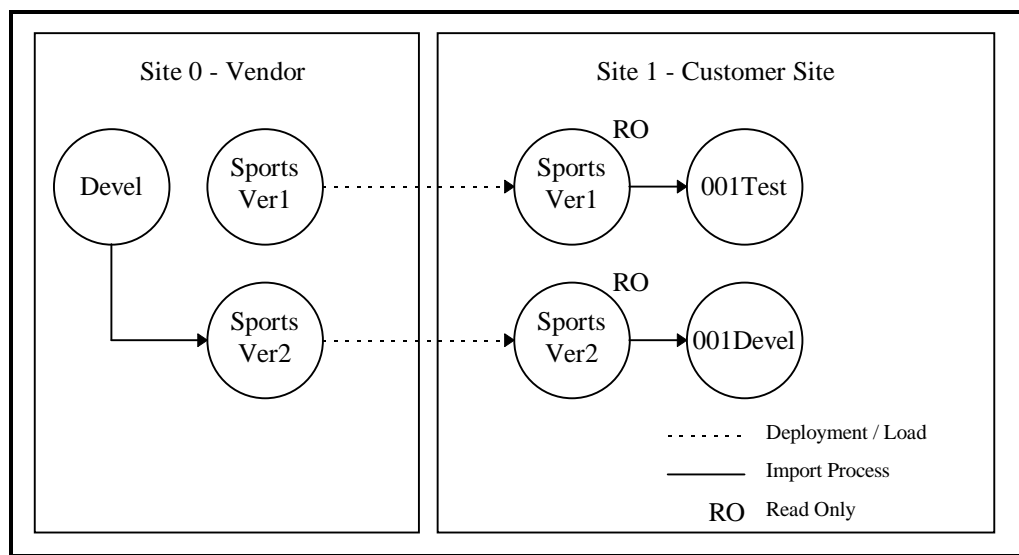 Site 0 - Vendor
Site 1 - Customer Site
RO
Devel
Sports
Ver1
Sports
Ver1
001Test
RO
Sports
Ver2
Sports
Ver2
001Devel
Deployment / Load
Import Process
RO Read Only